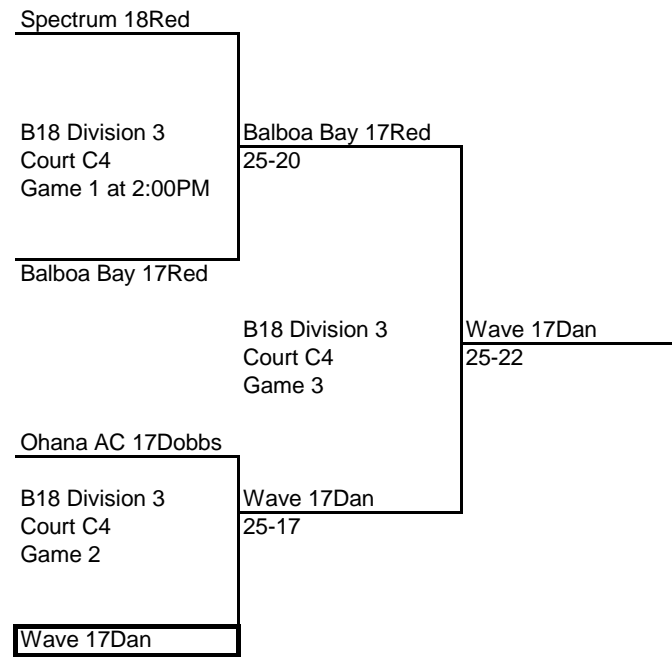 Spectrum 18Red
B18 Division 3
Court C4
Game 1 at 2:00PM
Balboa Bay 17Red
25-20
Balboa Bay 17Red
B18 Division 3
Court C4
Game 3
Wave 17Dan
25-22
Ohana AC 17Dobbs
B18 Division 3
Court C4
Game 2
Wave 17Dan
25-17
Wave 17Dan